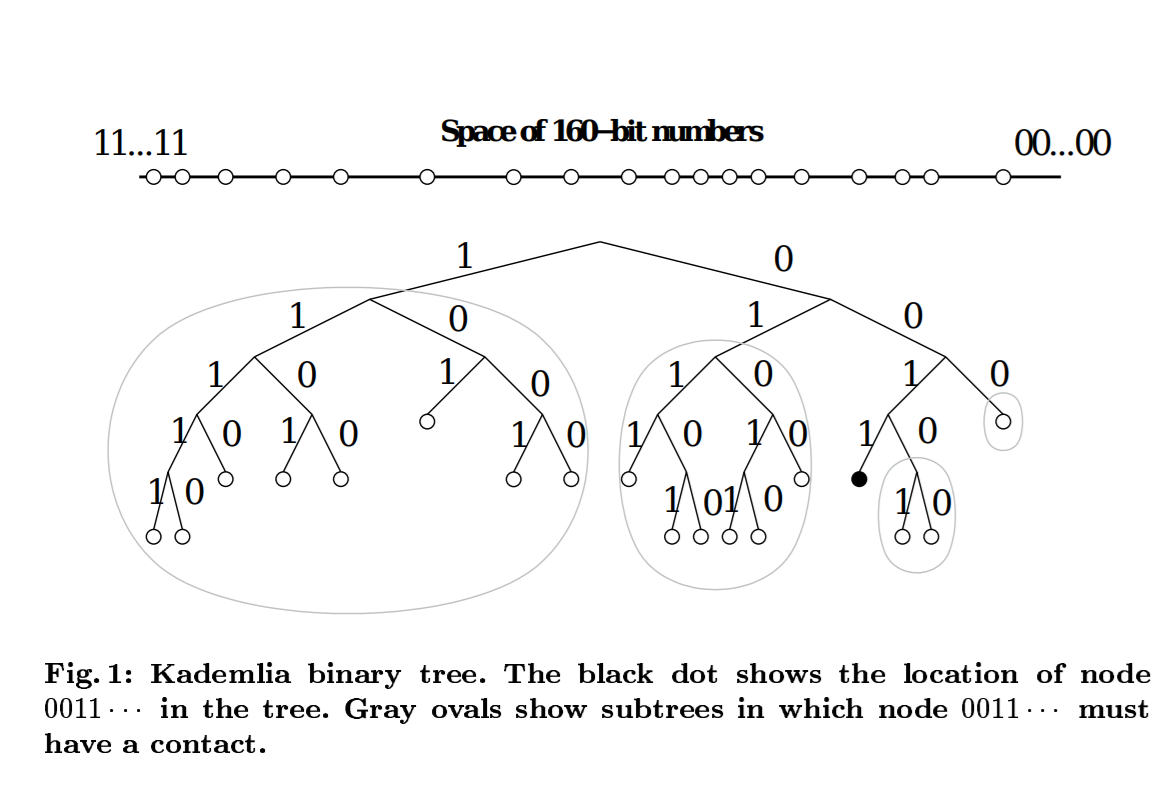 Space of 160-bit numbers
11...11 00...00
1 0
1 0 1 0
1 0 1 0 1 0 1 0
1 0 1 0 1 0 1 0 1 0 1 0
1 0 1 0 1 0 1 0
Fig. 1: Kademlia binary tree. The black dot shows the location of node
0011··· in the tree. Gray ovals show subtrees in which node 0011··· must
have a contact.